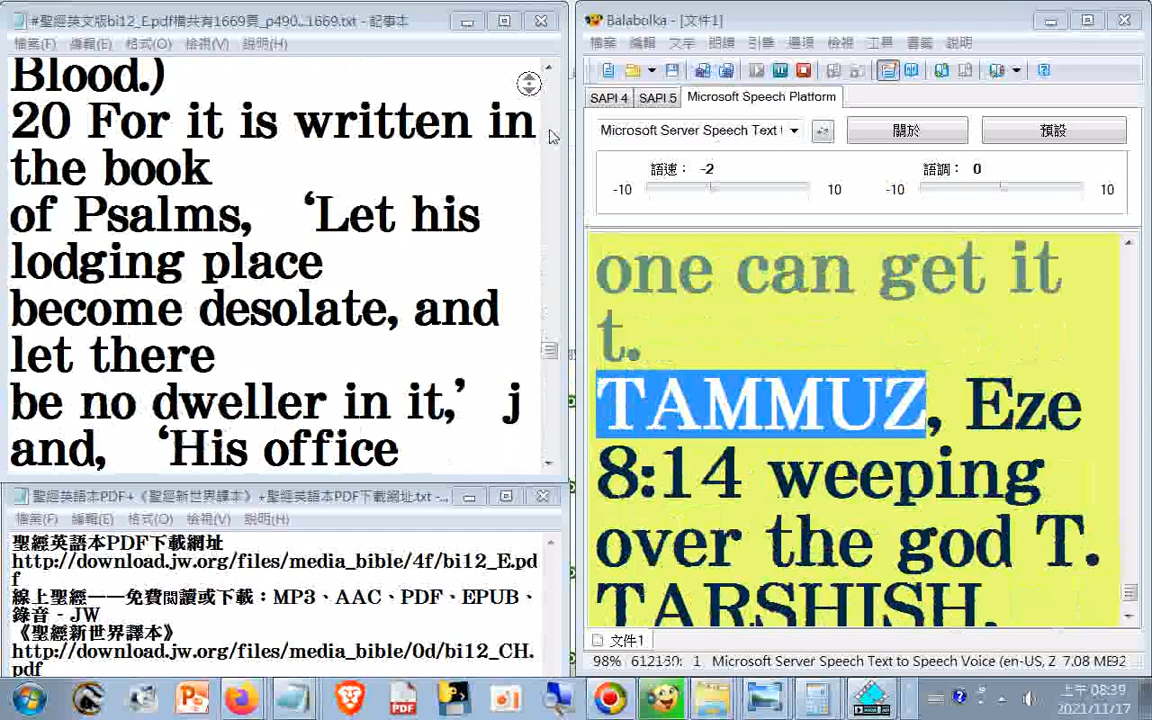 #聖經英文版bi12_E.pdf檔共有1669頁_p490...1669.txt - 記事本
檔案(F) 編輯(E) 格式(O) 檢視(V) 說明(H)
Blood.)
20 For it is written in
the book
of Psalms, ‘Let his
lodging place
become desolate, and
let there
be no dweller in it,’ j
and, ‘His office
聖經英語本PDF+《聖經新世界譯本》+聖經英語本PDF下載網址.txt -...
檔案(F) 編輯(E) 格式(O) 檢視(V) 說明(H)
聖經英語本PDF下載網址
http://download.jw.org/files/media_bible/4f/bi12_E.pd
f
線上聖經——免費閱讀或下載：MP3、AAC、PDF、EPUB、
錄音 - JW
《聖經新世界譯本》
http://download.jw.org/files/media_bible/0d/bi12_CH.
pdf
Balabolka - [文件1]
檔案 編輯 文字 朗讀 引擎 選項 檢視 工具 書籤 說明
SAPI 4 SAPI 5 Microsoft Speech Platform
Microsoft Server Speech Text 關於 預設
語速： -2 語調： 0
-10 10 -10 10
one can get it
t.
TAMMUZ, Eze
8:14 weeping
over the god T.
TARSHISH,
文件1
98% 1 Microsoft Server Speech Text to Speech Voice (en-US, Z 7.08 ME
上午 08:39
2021/11/17